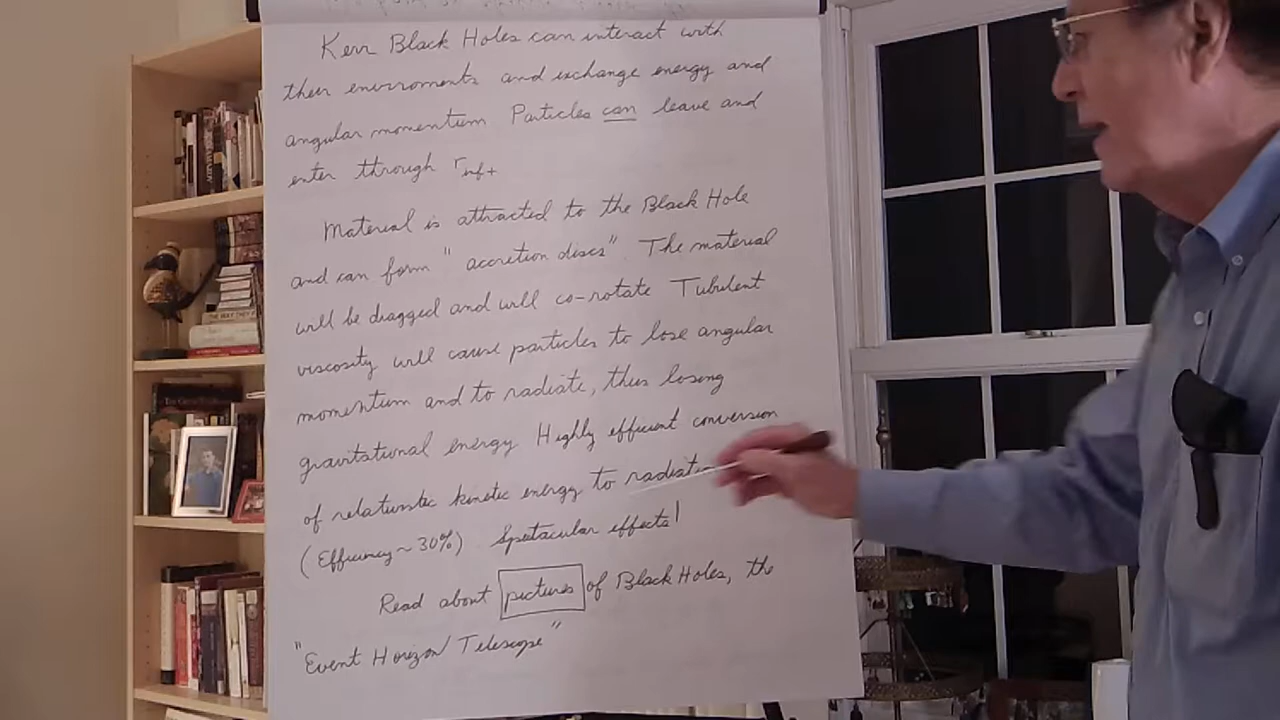 Kerr Black Holes can interact with
their enviroments and exchange energy and
angular momentum. Particles can leave and
enter through r inf+
Material is attracted to the Black Hole
and can form "accretion discs". The material
will be dragged and will co-rotate Tubulent
viscosity will cause particles to lose angular
momentum and to radiate, thus losing
gravitational energy Highly efficient conversion
of relativistic kinetic energy to radiation
(Efficiency ~ 30%) Spectacular effects!
Read about pictures of Black Holes, the
"Event Horizon Telescope"